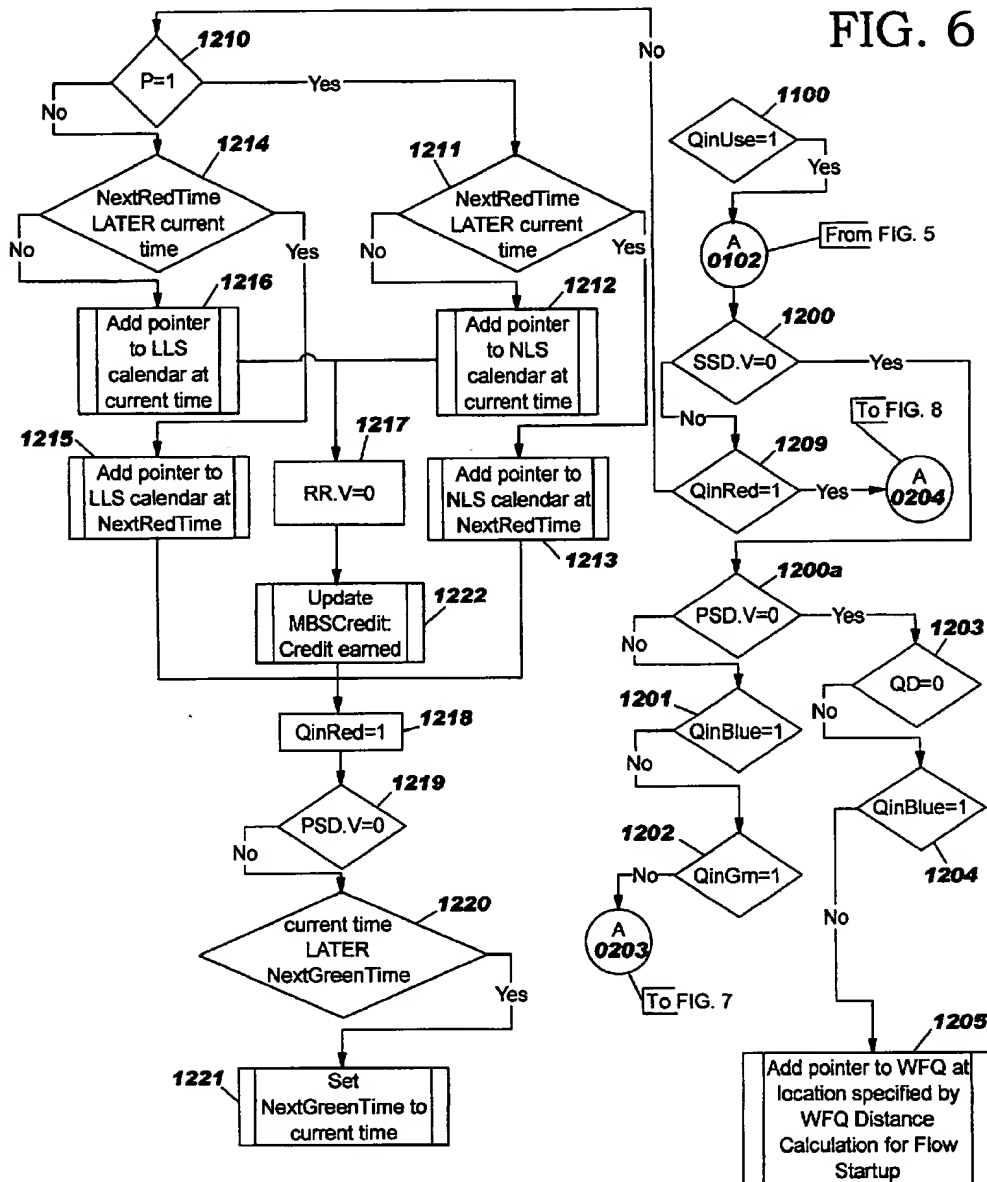 FIG. 6
1210
P=1
No
Yes
No
1214
NextRedTime
LATER current
time
No
Yes
1211
NextRedTime
LATER current
time
No
Yes
1216
Add pointer
to LLS
calendar at
current time
1212
Add pointer
to NLS
calendar at
current time
1215
Add pointer to
LLS calendar at
NextRedTime
1217
RR.V=0
Add pointer to
NLS calendar at
NextRedTime
1213
1222
Update
MBSCredit:
Credit earned
QinRed=1
1218
1219
PSD.V=0
No
1220
current time
LATER
NextGreenTime
Yes
1221
Set
NextGreenTime to
current time
1100
QinUse=1
Yes
A
0102
From FIG. 5
1200
SSD.V=0
Yes
No
To FIG. 8
1209
QinRed=1
Yes
A
0204
1200a
PSD.V=0
No
Yes
1203
QD=0
No
1201
QinBlue=1
No
QinBlue=1
1204
No
1202
QinGrn=1
No
A
0203
To FIG. 7
1205
Add pointer to WFQ at
location specified by
WFQ Distance
Calculation for Flow
Startup